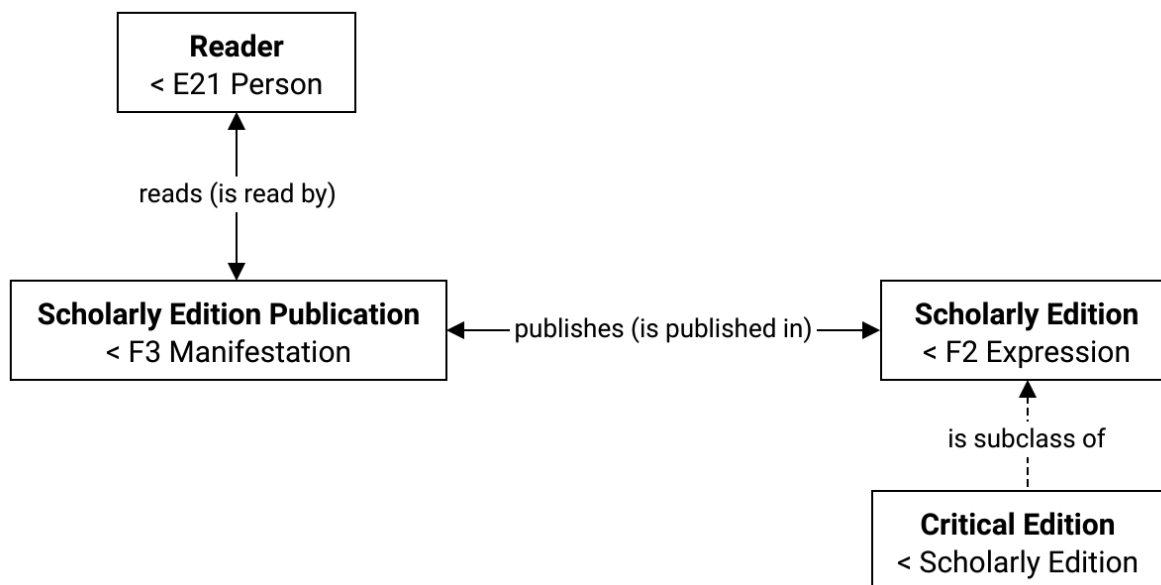 Reader
< E21 Person
reads (is read by)
Scholarly Edition Publication
< F3 Manifestation
publishes (is published in)
Scholarly Edition
< F2 Expression
is subclass of
Critical Edition
< Scholarly Edition